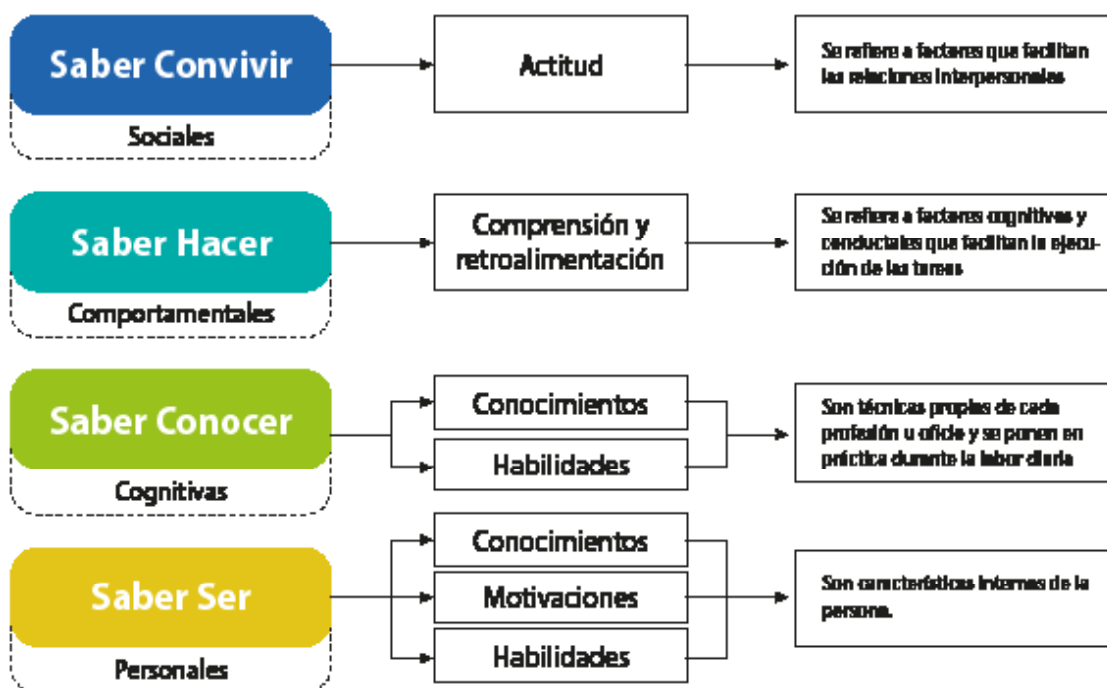 Saber Convivir
Sociales
Actitud
Se refiere a factores que facilitan
las relaciones interpersonales
Saber Hacer
Comportamentales
Comprensión y
retroalimentación
Se refiere a factores cognitivos y
conductales que facilitan la ejecu-
ción de las tareas
Saber Conocer
Cognitivas
Conocimientos
Habilidades
Son técnicas propias de cada
profesión u oficio y se ponen en
práctica durante la labor diaria
Saber Ser
Personales
Conocimientos
Motivaciones
Habilidades
Son características internas de la
persona.